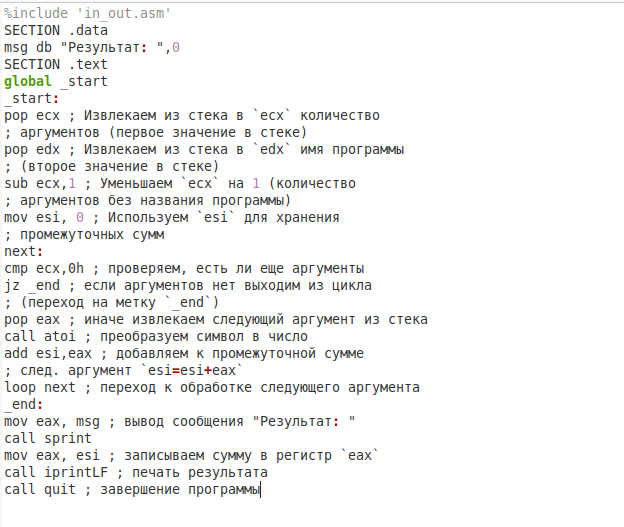 %include 'in_out.asm'
SECTION .data
msg db "Результат: ",0
SECTION .text
global _start
_start:
pop ecx ; Извлекаем из стека в `ecx` количество
; аргументов (первое значение в стеке)
pop edx ; Извлекаем из стека в `edx` имя программы
; (второе значение в стеке)
sub ecx,1 ; Уменьшаем `ecx` на 1 (количество
; аргументов без названия программы)
mov esi, 0 ; Используем `esi` для хранения
; промежуточных сумм
next:
cmp ecx,0h ; проверяем, есть ли еще аргументы
jz _end ; если аргументов нет выходим из цикла
; (переход на метку `_end`)
pop eax ; иначе извлекаем следующий аргумент из стека
call atoi ; преобразуем символ в число
add esi,eax ; добавляем к промежуточной сумме
; след. аргумент `esi=esi+eax`
loop next ; переход к обработке следующего аргумента
_end:
mov eax, msg ; вывод сообщения "Результат: "
call sprint
mov eax, esi ; записываем сумму в регистр `eax`
call iprintLF ; печать результата
call quit ; завершение программы